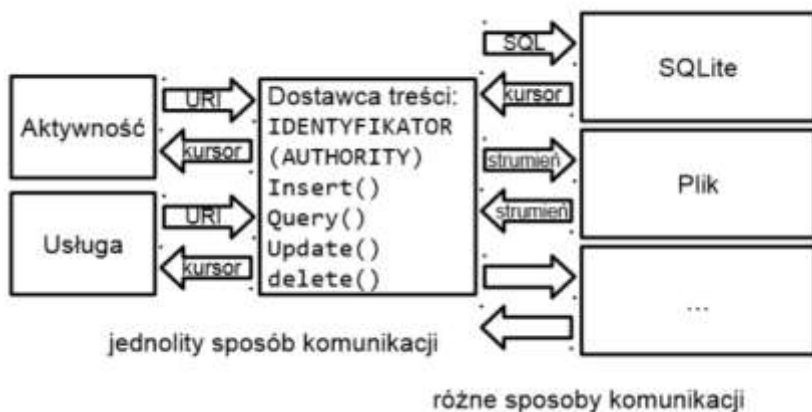 Aktywność
Usługa
URI
kursor
URI
kursor
Dostawca treści:
IDENTYFIKATOR
(AUTHORITY)
Insert()
Query()
Update()
delete()
SQL
kursor
strumień
strumień
SQLite
Plik
...
jednolity sposób komunikacji
różne sposoby komunikacji